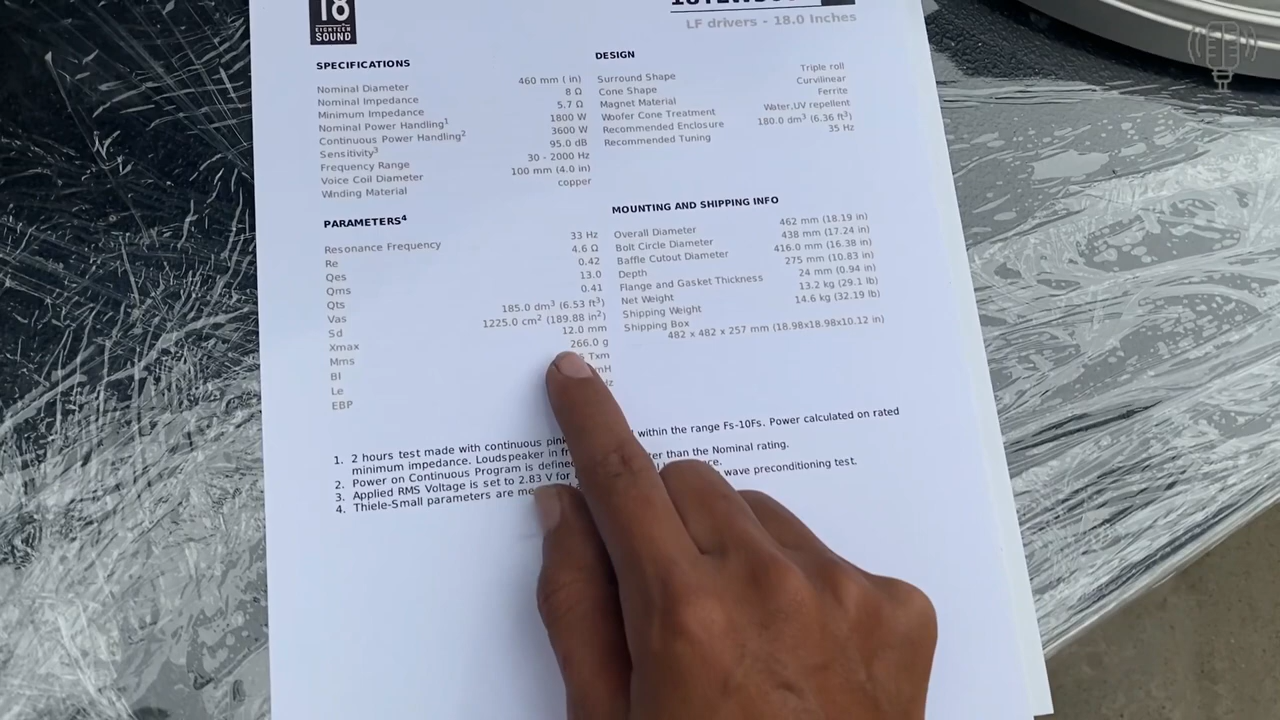 18
EIGHTEEN
SOUND
LF drivers - 18.0 Inches
SPECIFICATIONS
Nominal Diameter 460 mm ( in)
Nominal Impedance 8 Ω
Minimum Impedance 5.7 Ω
Nominal Power Handling1 1800 W
Continuous Power Handling2 3600 W
Sensitivity3 95.0 dB
Frequency Range 30 - 2000 Hz
Voice Coil Diameter 100 mm (4.0 in)
Winding Material copper
DESIGN
Surround Shape Triple roll
Cone Shape Curvilinear
Magnet Material Ferrite
Woofer Cone Treatment Water,UV repellent
Recommended Enclosure 180.0 dm3 (6.36 ft3)
Recommended Tuning 35 Hz
PARAMETERS4
Resonance Frequency 33 Hz
Re 4.6 Ω
Qes 0.42
Qms 13.0
Qts 0.41
Vas 185.0 dm3 (6.53 ft3)
Sd 1225.0 cm2 (189.88 in2)
Xmax 12.0 mm
Mms 266.0 g
Bl Txm
Le mH
EBP
MOUNTING AND SHIPPING INFO
Overall Diameter 462 mm (18.19 in)
Bolt Circle Diameter 438 mm (17.24 in)
Baffle Cutout Diameter 416.0 mm (16.38 in)
Depth 275 mm (10.83 in)
Flange and Gasket Thickness 24 mm (0.94 in)
Net Weight 13.2 kg (29.1 lb)
Shipping Weight 14.6 kg (32.19 lb)
Shipping Box 482 x 482 x 257 mm (18.98x18.98x10.12 in)
1. 2 hours test made with continuous pink within the range Fs-10Fs. Power calculated on rated
minimum impedance. Loudspeaker in
2. Power on Continuous Program is defined than the Nominal rating.
3. Applied RMS Voltage is set to 2.83 V for
4. Thiele-Small parameters are wave preconditioning test.